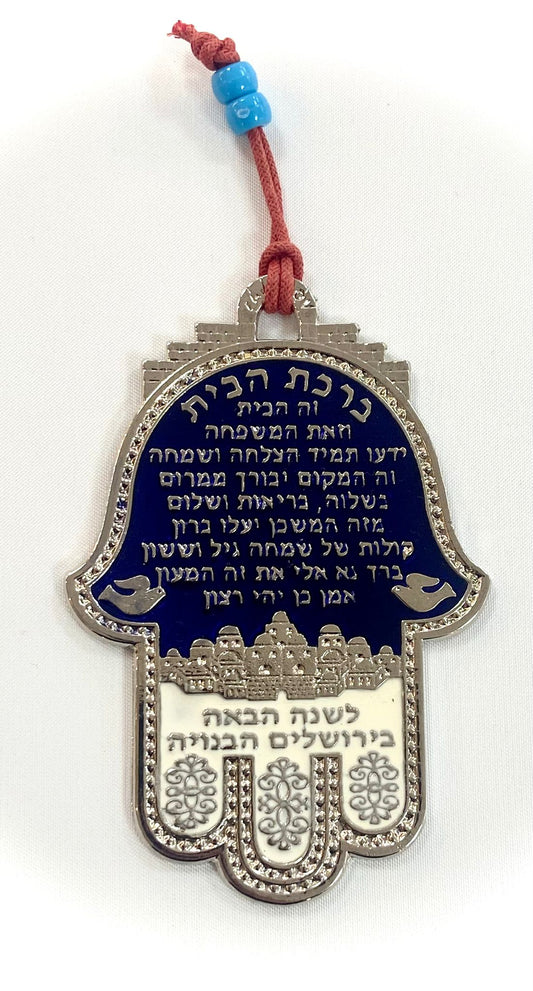 ברכת הבית
זה הבית
וזאת המשפחה
ידעו תמיד הצלחה ושמחה
זה המקום יבורך ממרום
בשלוה, בריאות ושלום
מזה המשכן יעלו ברון
קולות של שמחה גיל וששון
ברך נא אלי את זה המעון
אמן כן יהי רצון
לשנה הבאה
בירושלים הבנויה